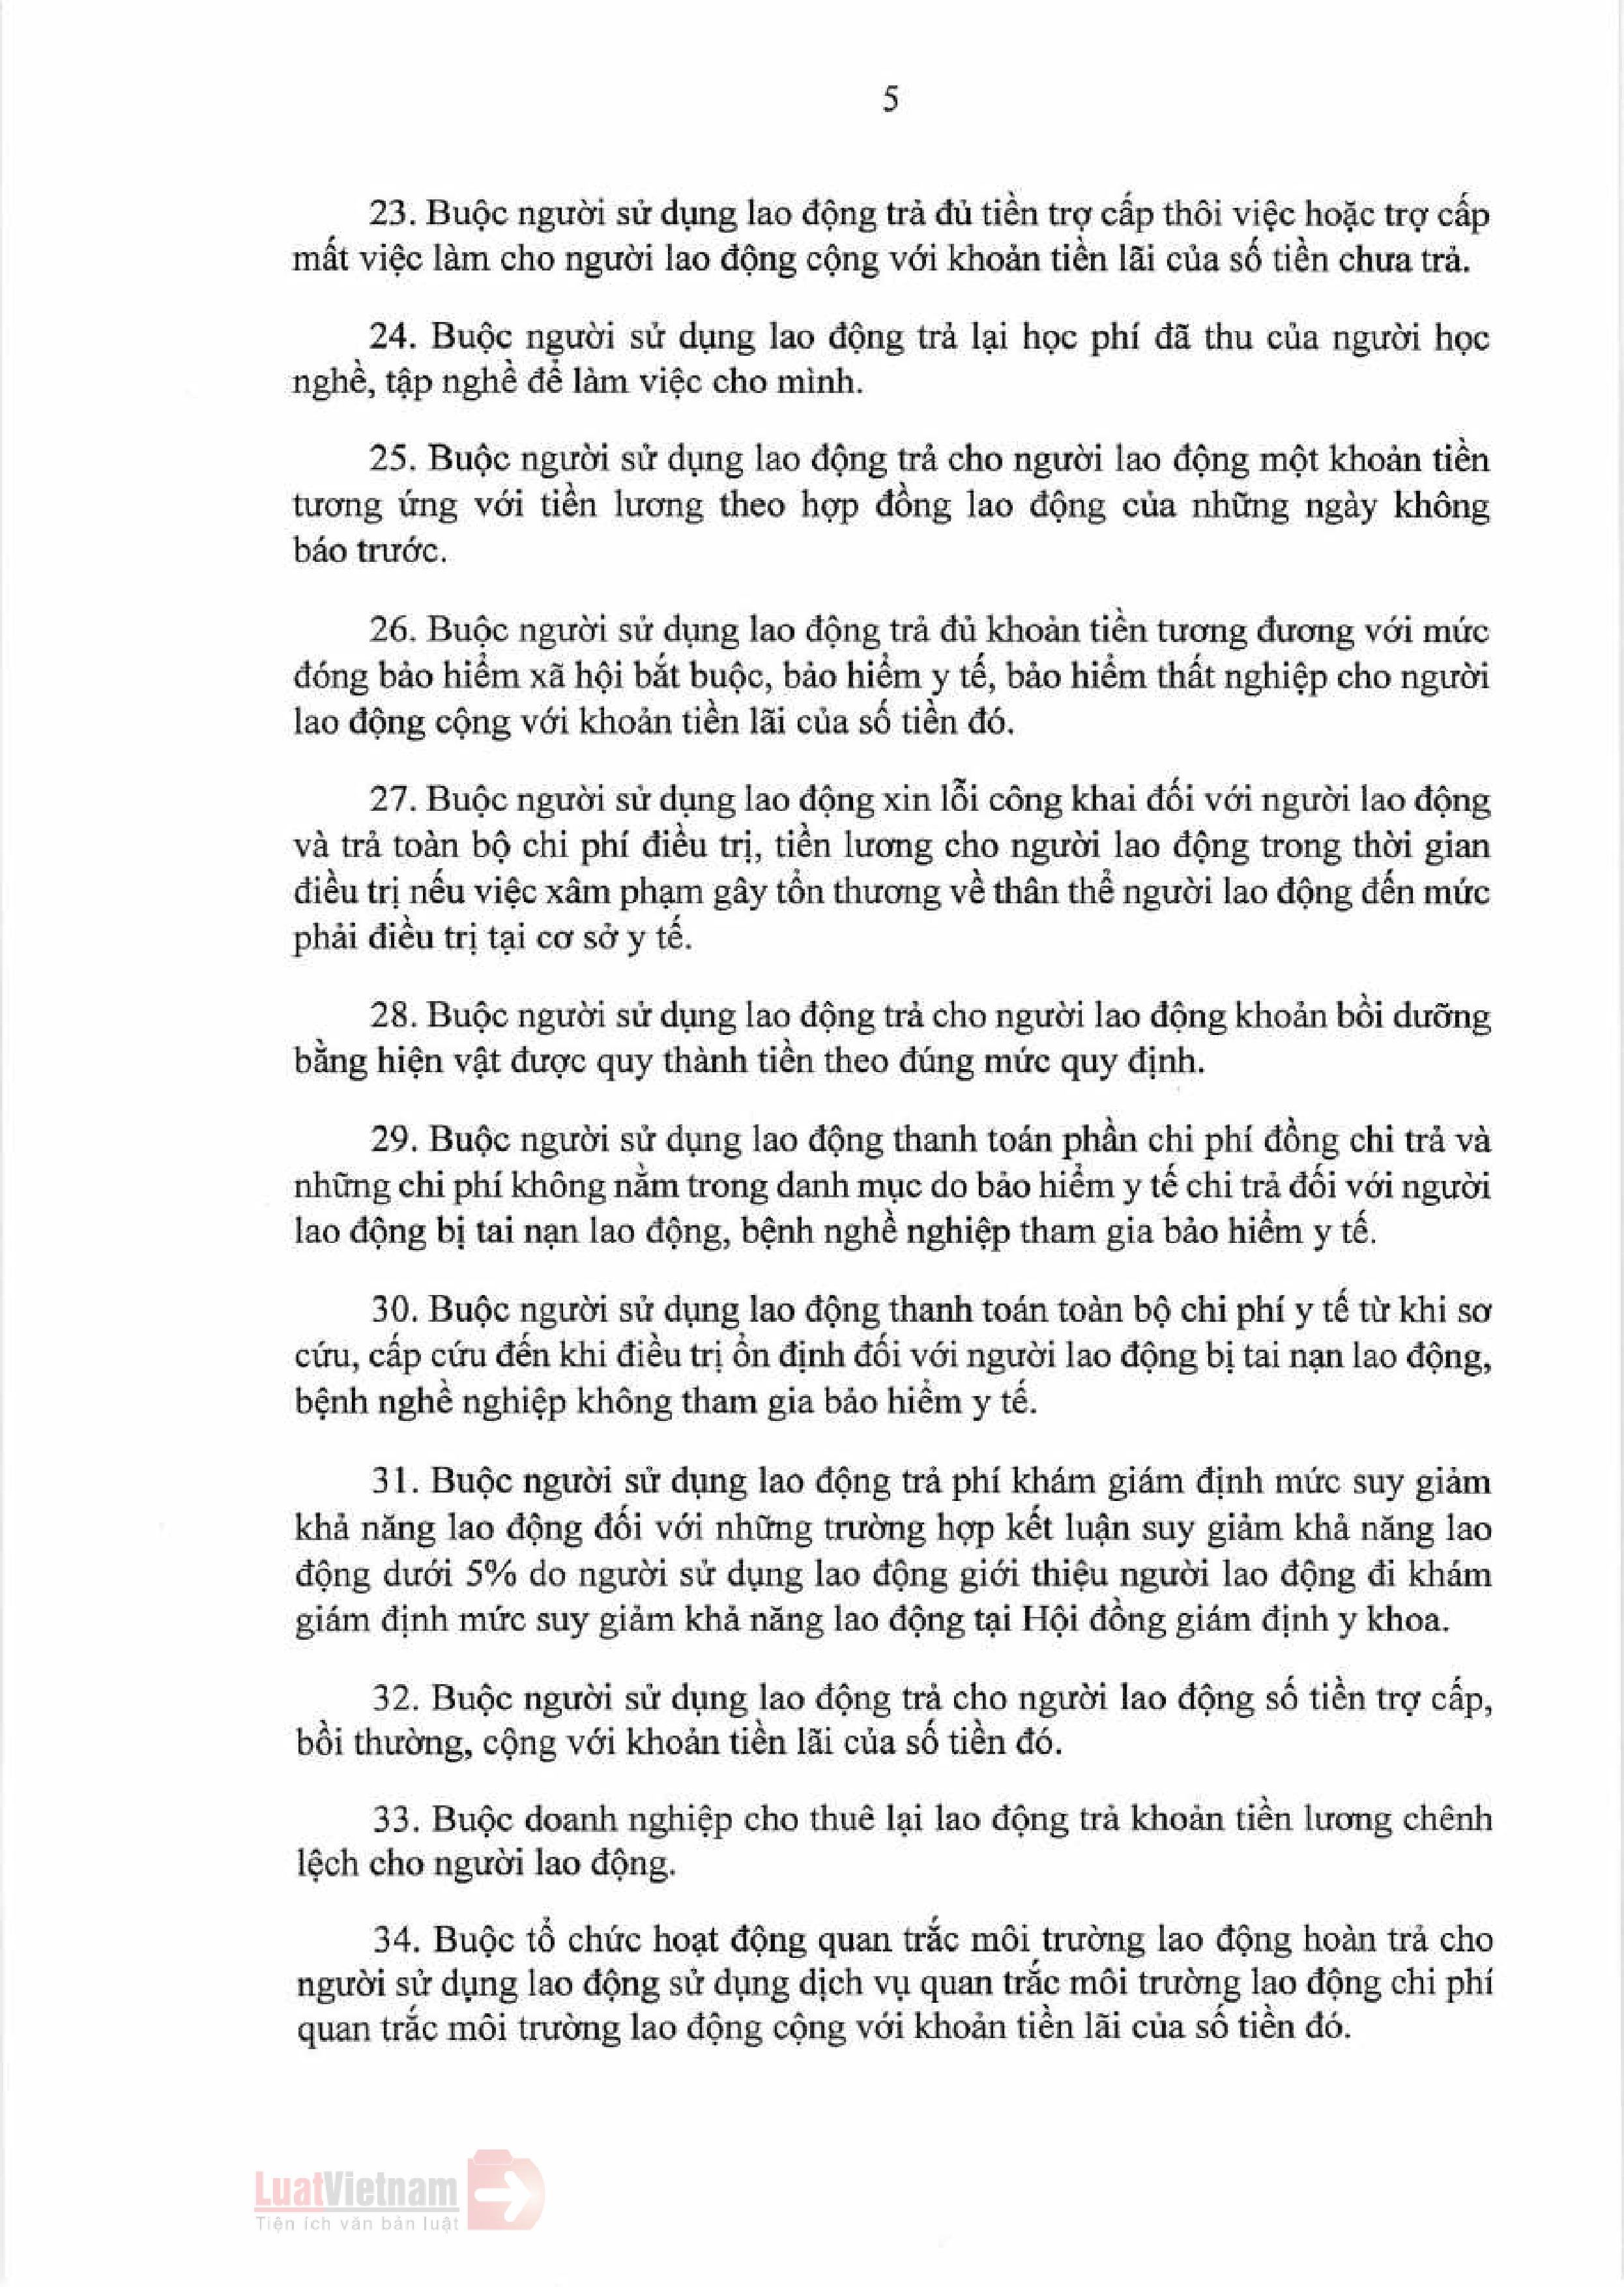 5
23. Buộc người sử dụng lao động trả đủ tiền trợ cấp thôi việc hoặc trợ cấp
mất việc làm cho người lao động cộng với khoản tiền lãi của số tiền chưa trả.
24. Buộc người sử dụng lao động trả lại học phí đã thu của người học
nghề, tập nghề để làm việc cho mình.
25. Buộc người sử dụng lao động trả cho người lao động một khoản tiền
tương ứng với tiền lương theo hợp đồng lao động của những ngày không
báo trước.
26. Buộc người sử dụng lao động trả đủ khoản tiền tương đương với mức
đóng bảo hiểm xã hội bắt buộc, bảo hiểm y tế, bảo hiểm thất nghiệp cho người
lao động cộng với khoản tiền lãi của số tiền đó.
27. Buộc người sử dụng lao động xin lỗi công khai đối với người lao động
và trả toàn bộ chi phí điều trị, tiền lương cho người lao động trong thời gian
điều trị nếu việc xâm phạm gây tổn thương về thân thể người lao động đến mức
phải điều trị tại cơ sở y tế.
28. Buộc người sử dụng lao động trả cho người lao động khoản bồi dưỡng
bằng hiện vật được quy thành tiền theo đúng mức quy định.
29. Buộc người sử dụng lao động thanh toán phần chi phí đồng chi trả và
những chi phí không nằm trong danh mục do bảo hiểm y tế chi trả đối với người
lao động bị tai nạn lao động, bệnh nghề nghiệp tham gia bảo hiểm y tế.
30. Buộc người sử dụng lao động thanh toán toàn bộ chi phí y tế từ khi sơ
cứu, cấp cứu đến khi điều trị ổn định đối với người lao động bị tai nạn lao động,
bệnh nghề nghiệp không tham gia bảo hiểm y tế.
31. Buộc người sử dụng lao động trả phí khám giám định mức suy giảm
khả năng lao động đối với những trường hợp kết luận suy giảm khả năng lao
động dưới 5% do người sử dụng lao động giới thiệu người lao động đi khám
giám định mức suy giảm khả năng lao động tại Hội đồng giám định y khoa.
32. Buộc người sử dụng lao động trả cho người lao động số tiền trợ cấp,
bồi thường, cộng với khoản tiền lãi của số tiền đó.
33. Buộc doanh nghiệp cho thuê lại lao động trả khoản tiền lương chênh
lệch cho người lao động.
34. Buộc tổ chức hoạt động quan trắc môi trường lao động hoàn trả cho
người sử dụng lao động sử dụng dịch vụ quan trắc môi trường lao động chi phí
quan trắc môi trường lao động cộng với khoản tiền lãi của số tiền đó.
LuatVietnam
Tiện ích văn bản luật